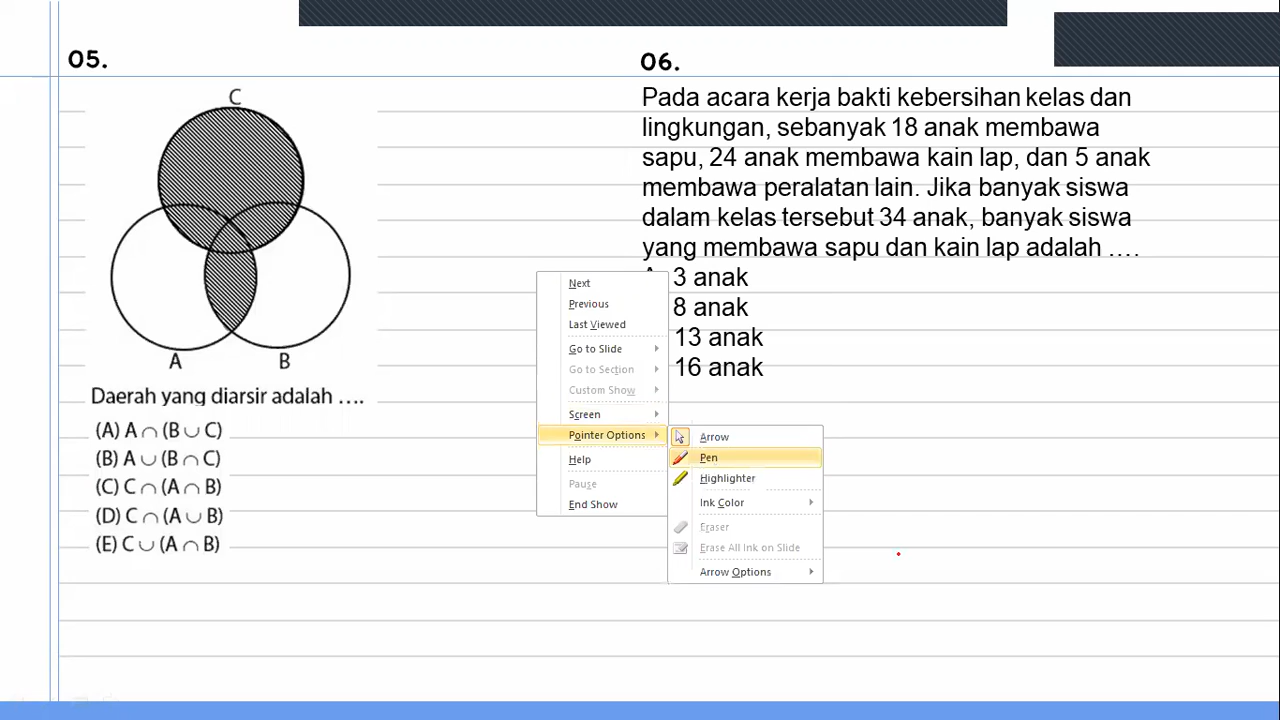 05.
C
A B
Daerah yang diarsir adalah ....
(A) A ∩ (B ∪ C)
(B) A ∪ (B ∩ C)
(C) C ∩ (A ∩ B)
(D) C ∩ (A ∪ B)
(E) C ∪ (A ∩ B)
06.
Pada acara kerja bakti kebersihan kelas dan
lingkungan, sebanyak 18 anak membawa
sapu, 24 anak membawa kain lap, dan 5 anak
membawa peralatan lain. Jika banyak siswa
dalam kelas tersebut 34 anak, banyak siswa
yang membawa sapu dan kain lap adalah ....
3 anak
8 anak
13 anak
16 anak
Next
Previous
Last Viewed
Go to Slide
Go to Section
Custom Show
Screen
Pointer Options
Help
Pause
End Show
Arrow
Pen
Highlighter
Ink Color
Eraser
Erase All Ink on Slide
Arrow Options